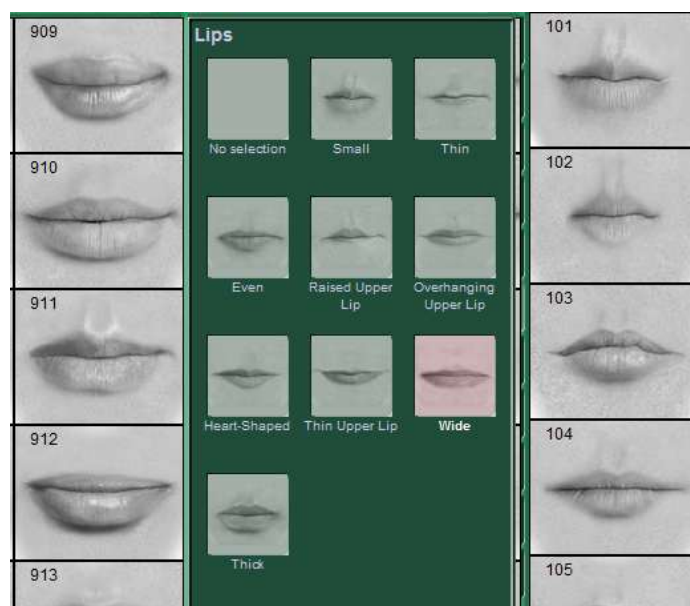 909
910
911
912
913
Lips
No selection
Small
Thin
Even
Raised Upper
Lip
Overhanging
Upper Lip
Heart-Shaped
Thin Upper Lip
Wide
Thick
101
102
103
104
105